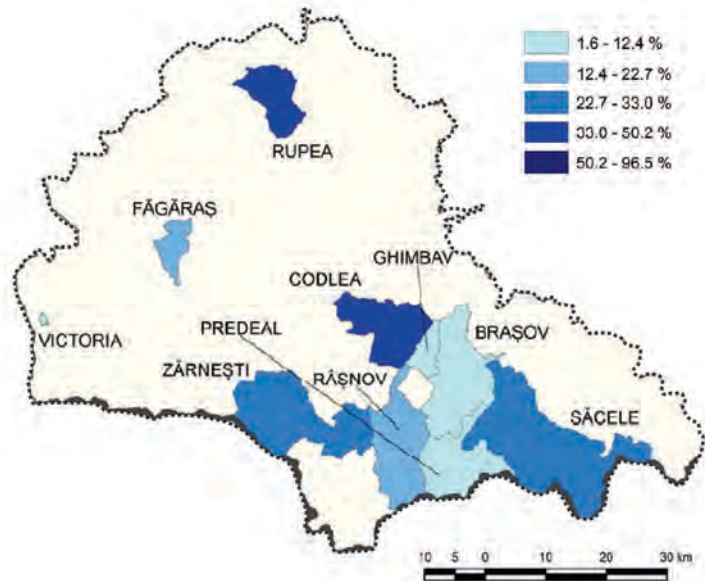 1.6 - 12.4 %
12.4 - 22.7 %
22.7 - 33.0 %
33.0 - 50.2 %
50.2 - 96.5 %
RUPEA
FĂGĂRAȘ
GHIMBAV
CODLEA
PREDEAL
BRAȘOV
VICTORIA
ZĂRNEȘTI
RÂȘNOV
SĂCELE
10 5 0 10 20 30 km